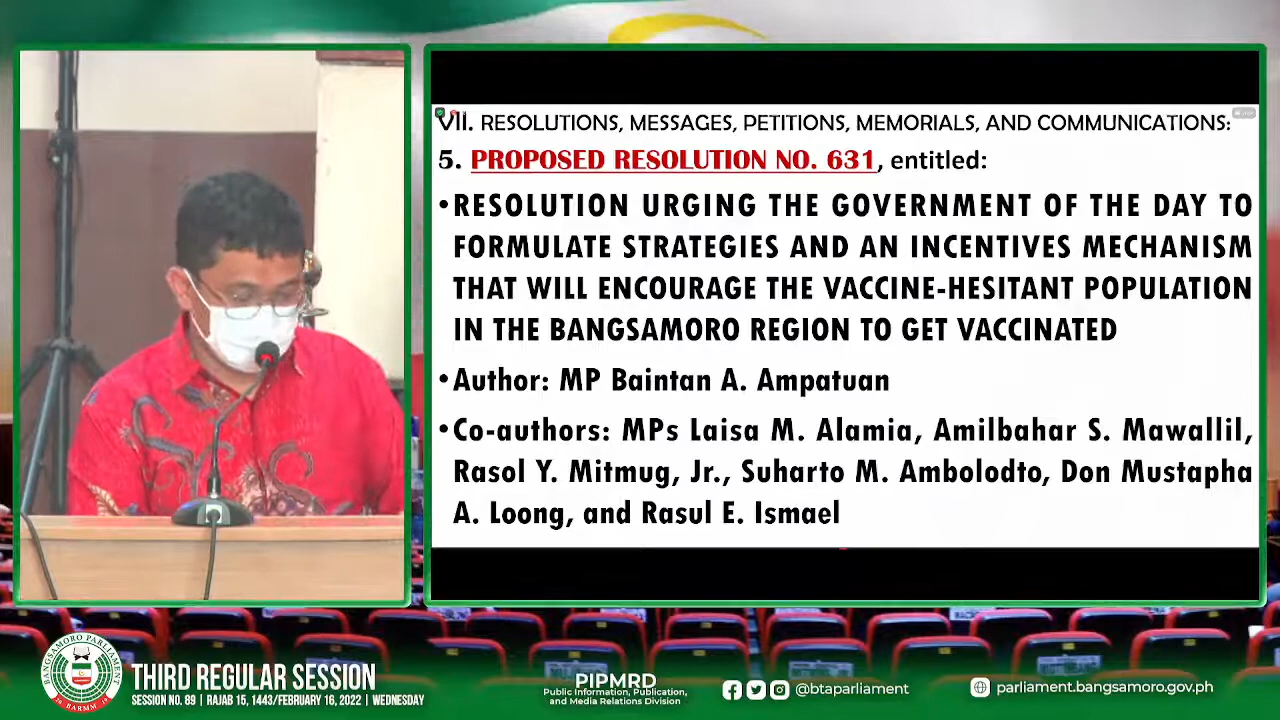 VII. RESOLUTIONS, MESSAGES, PETITIONS, MEMORIALS, AND COMMUNICATIONS:
5. PROPOSED RESOLUTION NO. 631, entitled:
•RESOLUTION URGING THE GOVERNMENT OF THE DAY TO
FORMULATE STRATEGIES AND AN INCENTIVES MECHANISM
THAT WILL ENCOURAGE THE VACCINE-HESITANT POPULATION
IN THE BANGSAMORO REGION TO GET VACCINATED
•Author: MP Baintan A. Ampatuan
•Co-authors: MPs Laisa M. Alamia, Amilbahar S. Mawallil,
Rasol Y. Mitmug, Jr., Suharto M. Ambolodto, Don Mustapha
A. Loong, and Rasul E. Ismael
BANGSAMORO PARLIAMENT
BARMM
THIRD REGULAR SESSION
SESSION NO. 89 | RAJAB 15, 1443/FEBRUARY 16, 2022 | WEDNESDAY
PIPMRD
Public Information, Publication,
and Media Relations Division
@btaparliament
parliament.bangsamoro.gov.ph